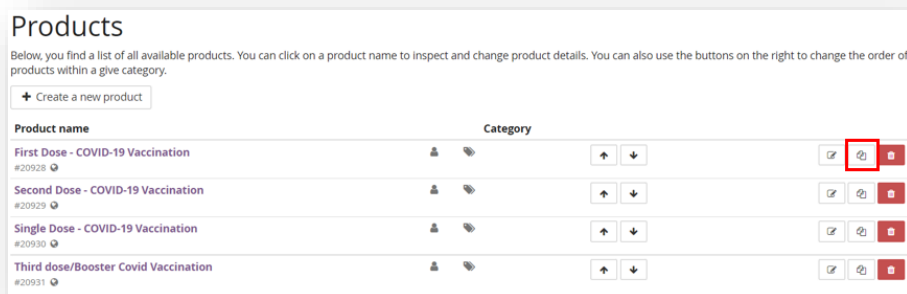 Products
Below, you find a list of all available products. You can click on a product name to inspect and change product details. You can also use the buttons on the right to change the order of
products within a give category.
Create a new product
Product name Category
First Dose - COVID-19 Vaccination
#20928
Second Dose - COVID-19 Vaccination
#20929
Single Dose - COVID-19 Vaccination
#20930
Third dose/Booster Covid Vaccination
#20931